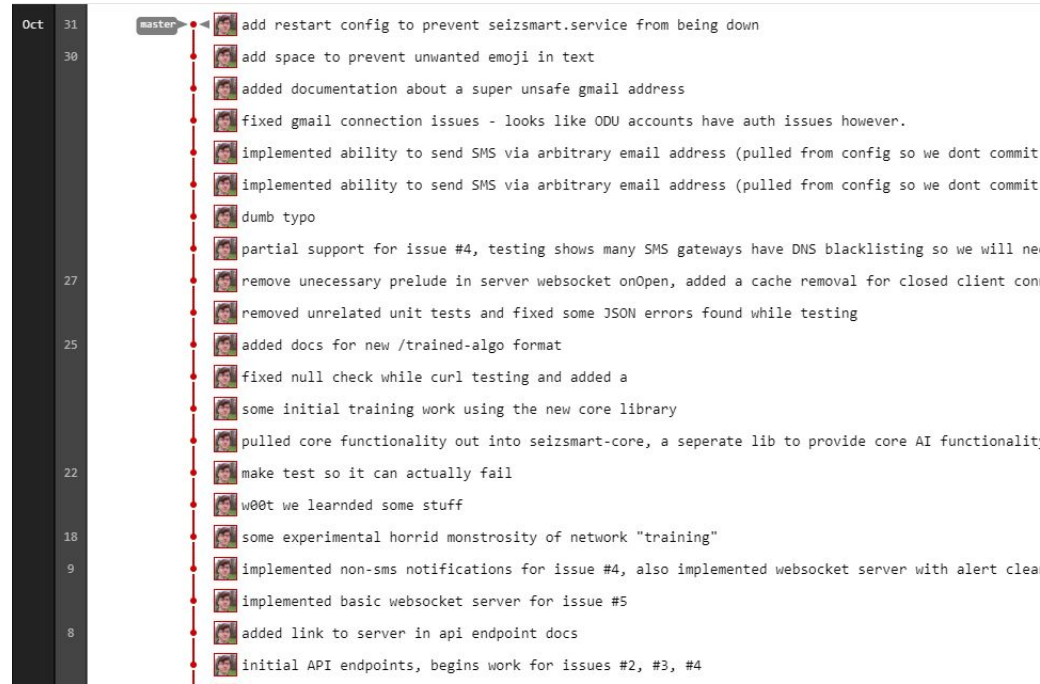 Oct 31 master add restart config to prevent seizsmart.service from being down
30 add space to prevent unwanted emoji in text
added documentation about a super unsafe gmail address
fixed gmail connection issues - looks like ODU accounts have auth issues however.
implemented ability to send SMS via arbitrary email address (pulled from config so we dont commit
implemented ability to send SMS via arbitrary email address (pulled from config so we dont commit
dumb typo
partial support for issue #4, testing shows many SMS gateways have DNS blacklisting so we will
27 remove unecessary prelude in server websocket onOpen, added a cache removal for closed client
removed unrelated unit tests and fixed some JSON errors found while testing
25 added docs for new /trained-algo format
fixed null check while curl testing and added a
some initial training work using the new core library
pulled core functionality out into seizsmart-core, a seperate lib to provide core AI functionality
22 make test so it can actually fail
w00t we learnded some stuff
18 some experimental horrid monstrosity of network "training"
9 implemented non-sms notifications for issue #4, also implemented websocket server with alert
implemented basic websocket server for issue #5
8 added link to server in api endpoint docs
initial API endpoints, begins work for issues #2, #3, #4